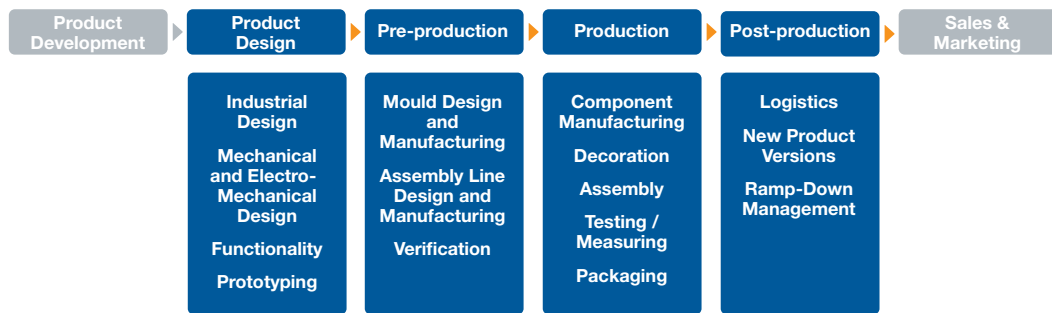 Product
Development
Product
Design
Pre-production
Production
Post-production
Sales &
Marketing
Industrial
Design
Mechanical
and Electro-
Mechanical
Design
Functionality
Prototyping
Mould Design
and
Manufacturing
Assembly Line
Design and
Manufacturing
Verification
Component
Manufacturing
Decoration
Assembly
Testing /
Measuring
Packaging
Logistics
New Product
Versions
Ramp-Down
Management